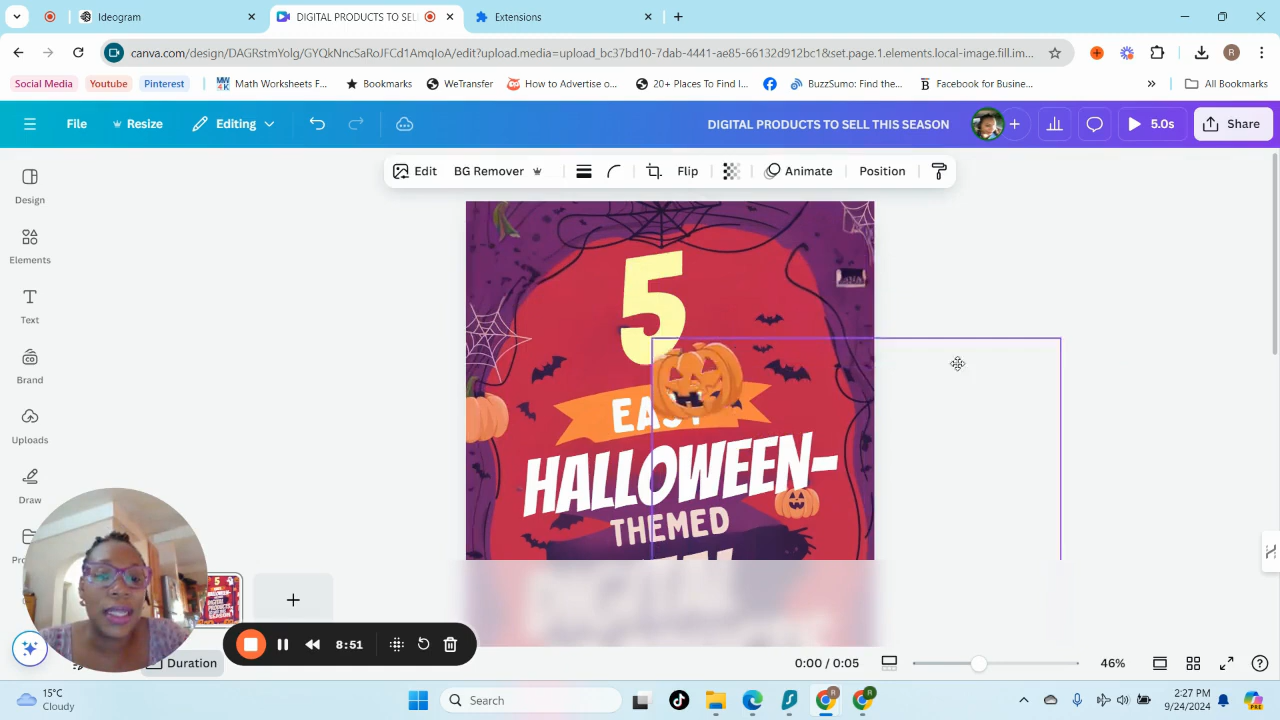 Ideogram
DIGITAL PRODUCTS TO SEL
Extensions
canva.com/design/DAGRstmYolg/GYQkNncSaRoJFCd1AmqIoA/edit?upload.media=upload_bc37bd10-7dab-4441-ae85-66132d912f31&set.page.1.elements.local-image.fill.im...
R
Social Media
Youtube
Pinterest
Math Worksheets F...
Bookmarks
WeTransfer
How to Advertise o...
20+ Places To Find I...
BuzzSumo: Find the...
Facebook for Busine...
»
All Bookmarks
File
Resize
Editing
DIGITAL PRODUCTS TO SELL THIS SEASON
5.0s
Share
Edit
BG Remover
Flip
Animate
Position
Design
Elements
Text
Brand
Uploads
Draw
5
HALLOWEEN-
THEMED
8:51
Duration
0:00 / 0:05
46%
Search
15°C
Cloudy
2:27 PM
9/24/2024